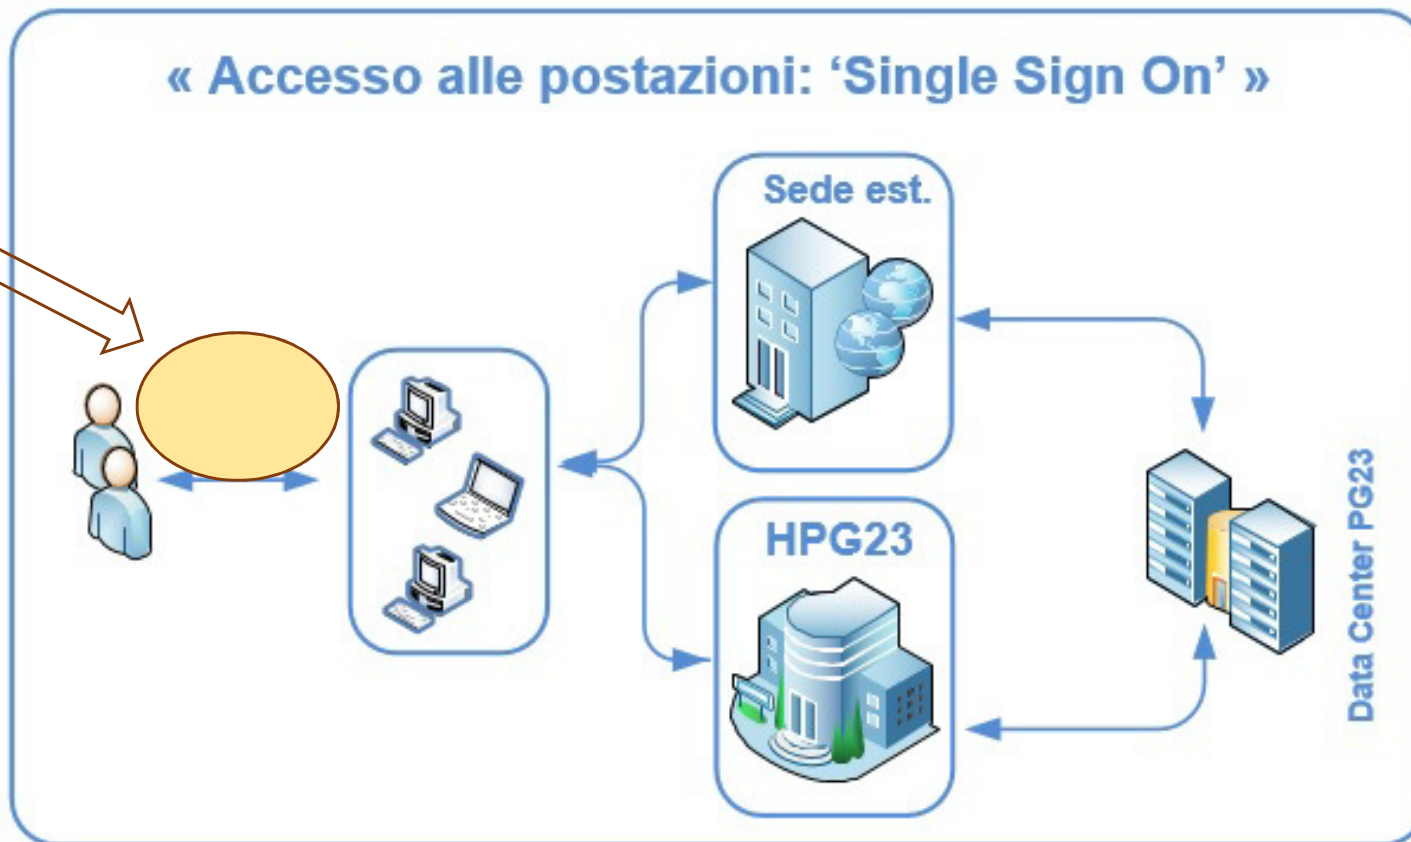 « Accesso alle postazioni: ‘Single Sign On’ »
Sede est.
HPG23
Data Center PG23